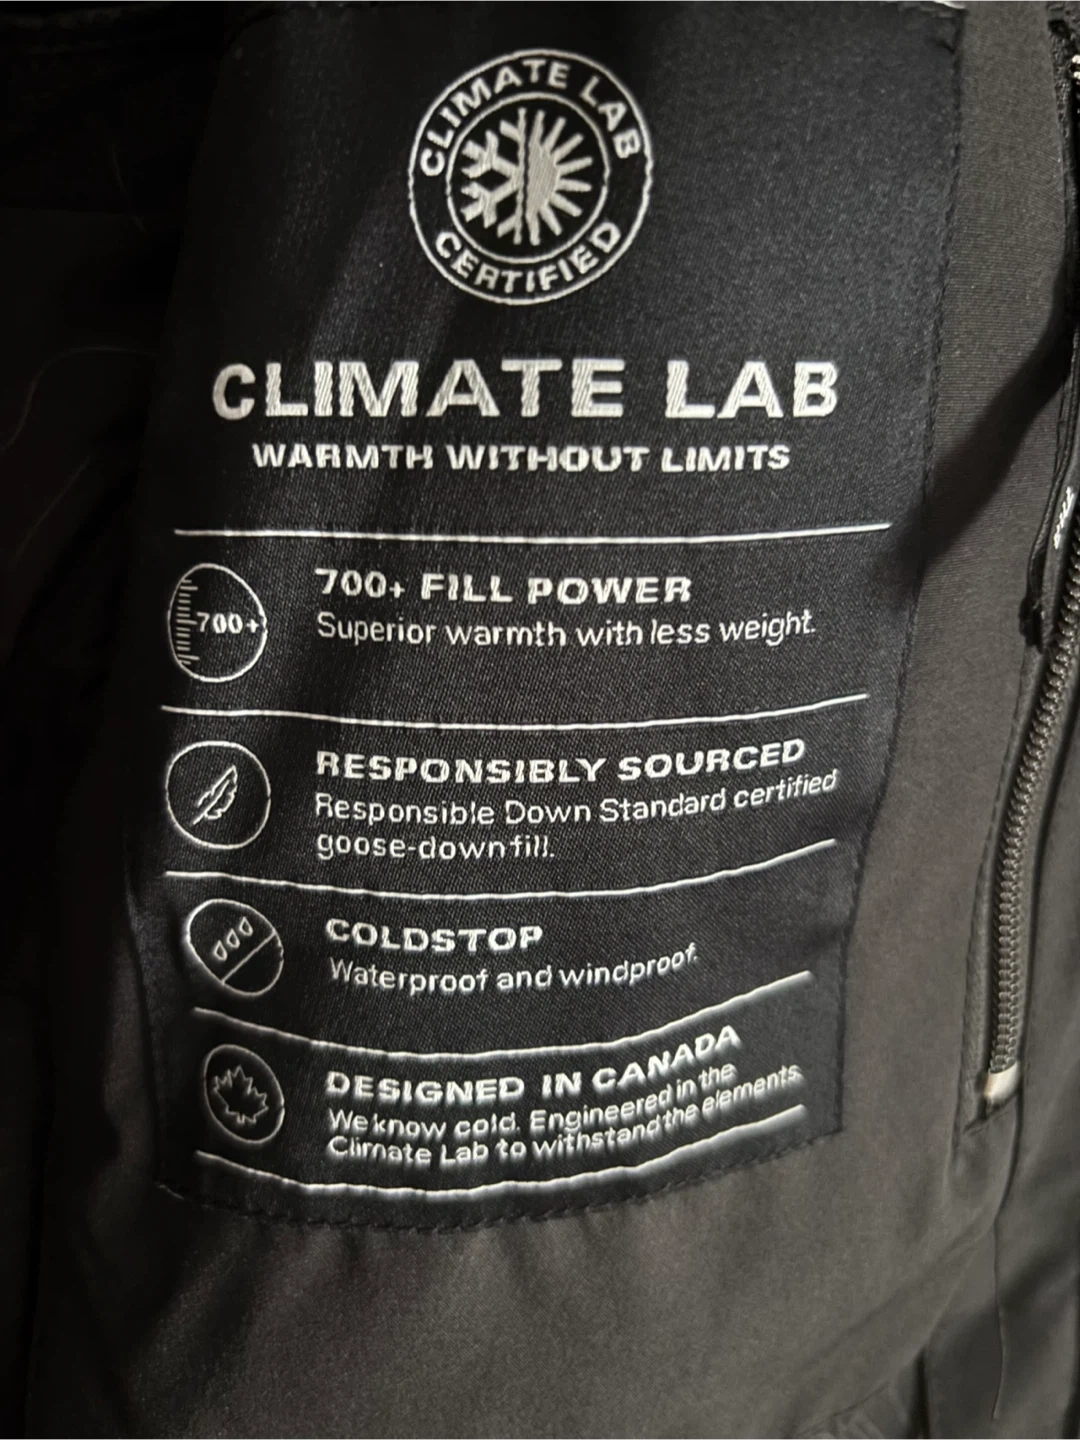 CLIMATE LAB
CERTIFIED
CLIMATE LAB
WARMTH WITHOUT LIMITS
700+
700+ FILL POWER
Superior warmth with less weight.
RESPONSIBLY SOURCED
Responsible Down Standard certified
goose-down fill.
COLDSTOP
Waterproof and windproof.
DESIGNED IN CANADA
We know cold. Engineered in the
Climate Lab to withstand the elements.